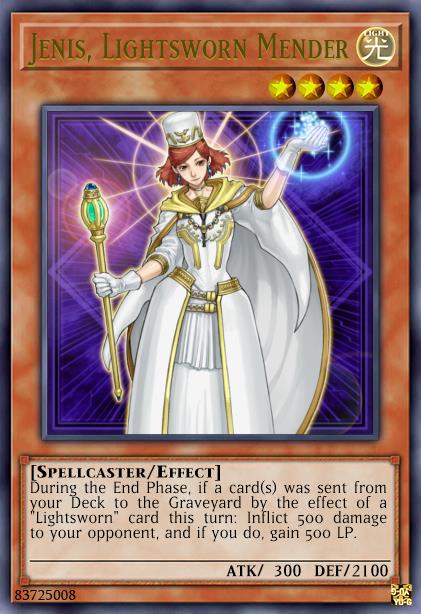 Jenis, Lightsworn Mender
LIGHT
光
[Spellcaster/Effect]
During the End Phase, if a card(s) was sent from
your Deck to the Graveyard by the effect of a
"Lightsworn" card this turn: Inflict 500 damage
to your opponent, and if you do, gain 500 LP.
ATK/ 300 DEF/2100
83725008